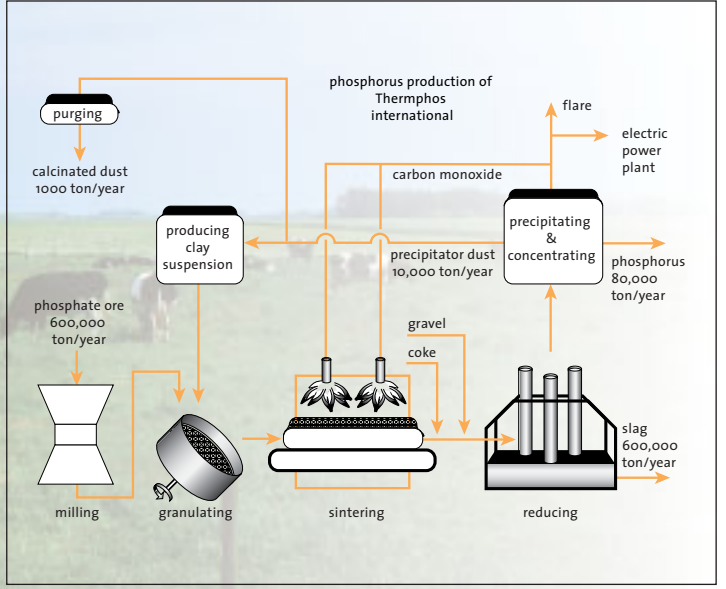 phosphorus production of
Thermphos
international
flare
electric
power
plant
purging
calcinated dust
1000 ton/year
carbon monoxide
producing
clay
suspension
precipitating
&
concentrating
precipitator dust
10,000 ton/year
phosphorus
80,000
ton/year
phosphate ore
600,000
ton/year
gravel
coke
slag
600,000
ton/year
milling
granulating
sintering
reducing